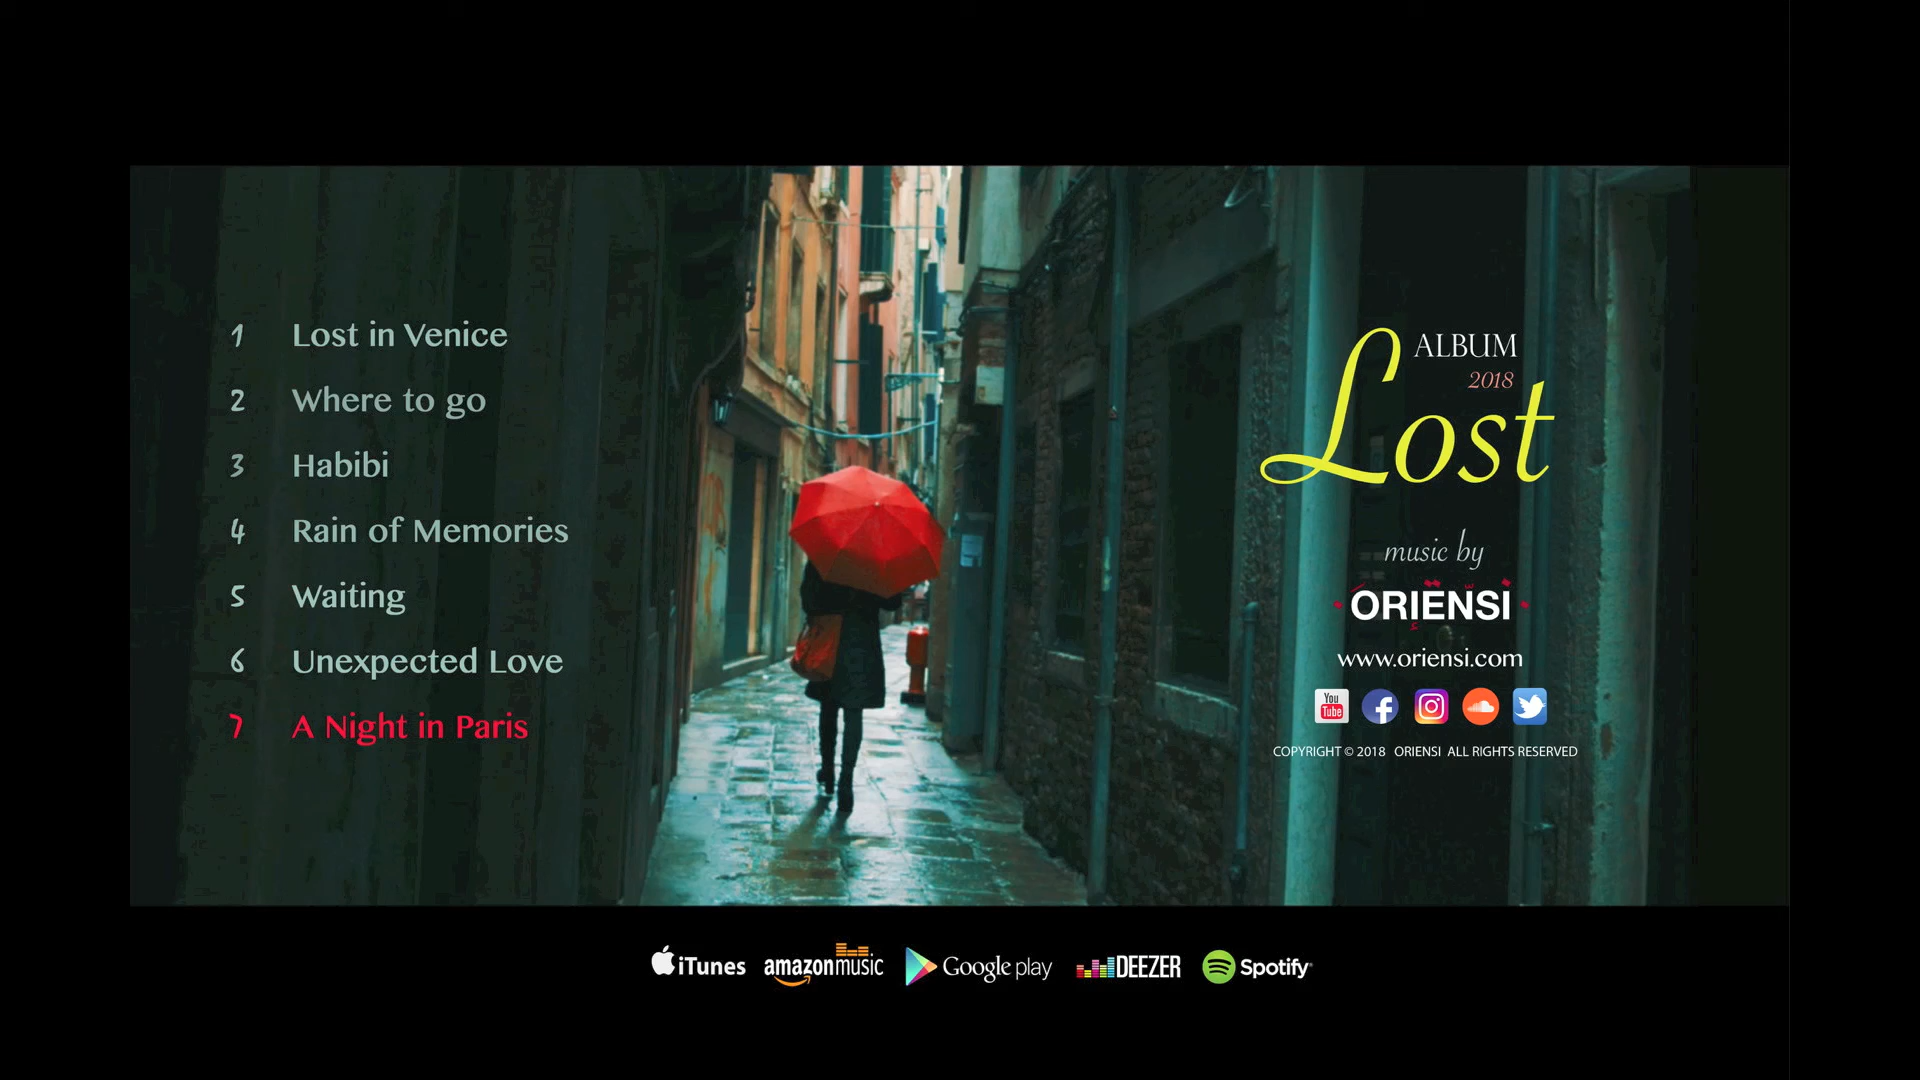 1 Lost in Venice
2 Where to go
3 Habibi
4 Rain of Memories
5 Waiting
6 Unexpected Love
7 A Night in Paris
ALBUM
2018
Lost
music by
ORIENSI
www.oriensi.com
You Tube
COPYRIGHT © 2018 ORIENSI ALL RIGHTS RESERVED
iTunes amazon music Google play DEEZER Spotify